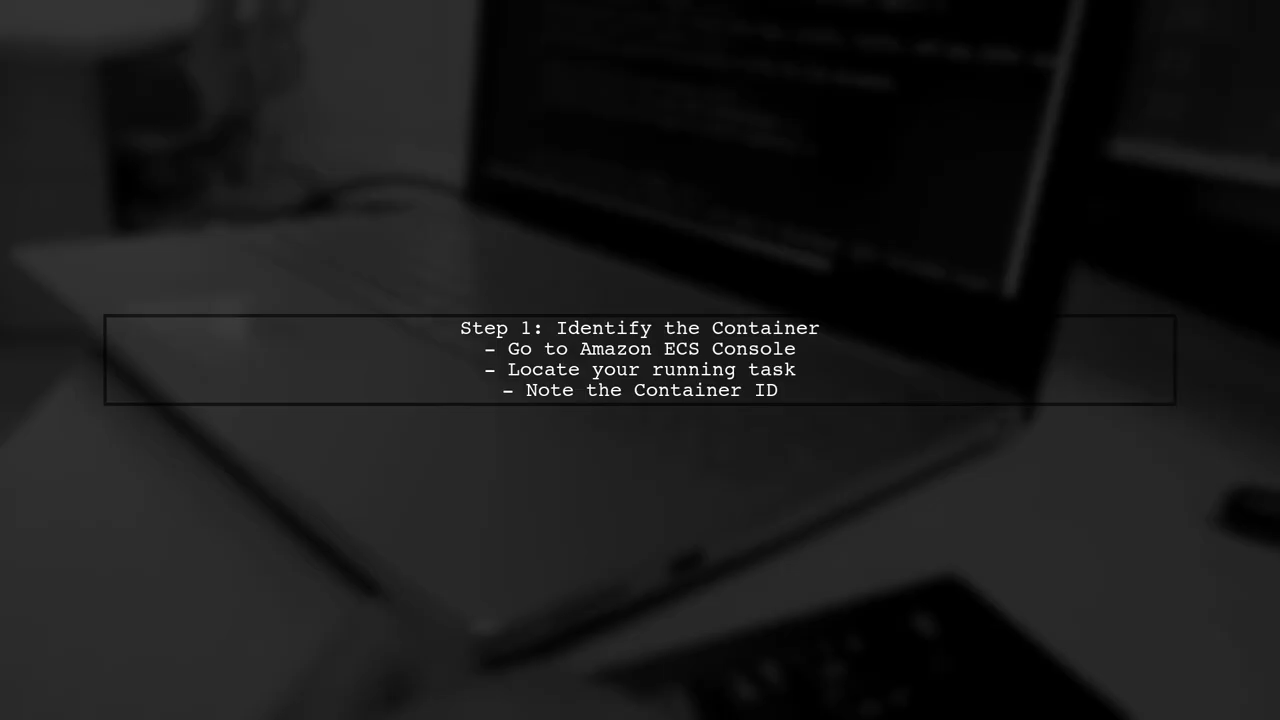 Step 1: Identify the Container
- Go to Amazon ECS Console
- Locate your running task
- Note the Container ID